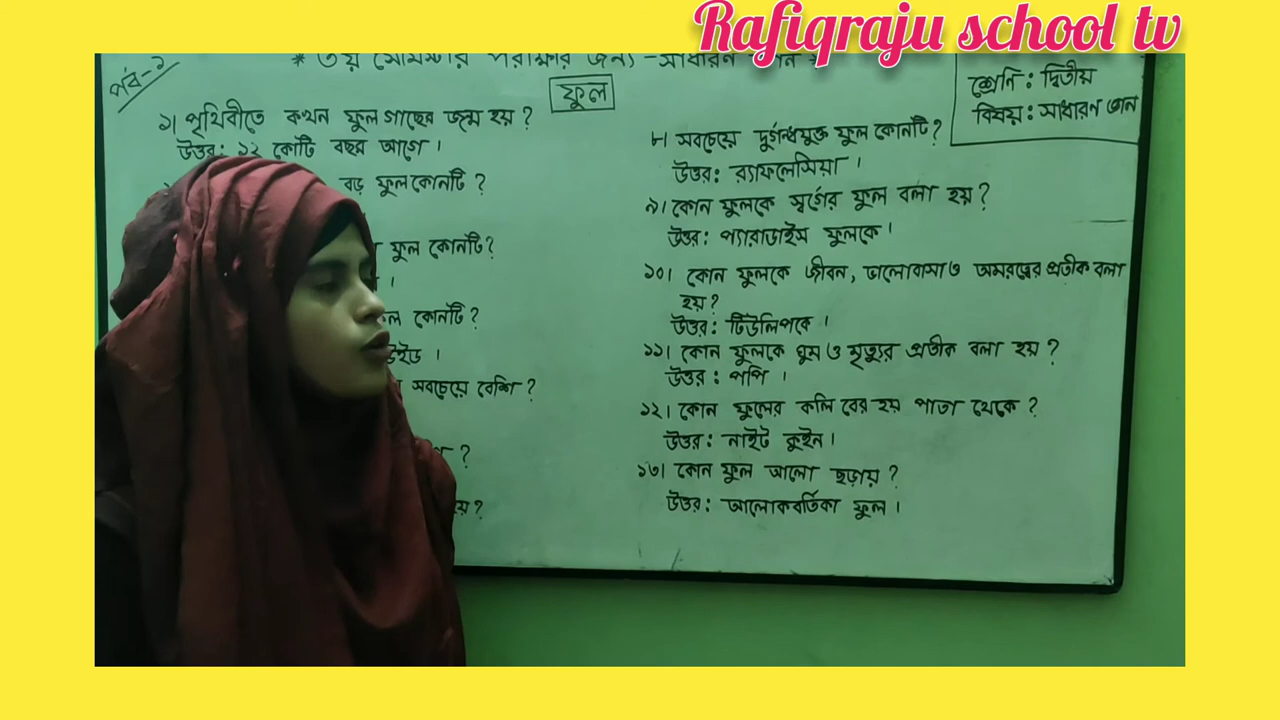 Rafiqraju school tv
পর্ব-১
* ৩য় সেমিস্টার পরীক্ষার জন্য - সাধারণ
ফুল
শ্রেণি : দ্বিতীয়
বিষয় : সাধারণ জ্ঞান
১। পৃথিবীতে কখন ফুল গাছের জন্ম হয় ?
উত্তর : ১২ কোটি বছর আগে ।
বড় ফুল কোনটি ?
ফুল কোনটি ?
কোনটি ?
সবচেয়ে বেশি ?
৮। সবচেয়ে দুর্গন্ধযুক্ত ফুল কোনটি ?
উত্তর : র‍্যাফলেসিয়া ।
৯। কোন ফুলকে স্বর্গের ফুল বলা হয় ?
উত্তর : প্যারাডাইস ফুলকে ।
১০। কোন ফুলকে জীবন, ভালোবাসা ও অমরত্বের প্রতীক বলা
হয় ?
উত্তর : টিউলিপকে ।
১১। কোন ফুলকে ঘুম ও মৃত্যুর প্রতীক বলা হয় ?
উত্তর : পপি ।
১২। কোন ফুলের কলি বের হয় পাতা থেকে ?
উত্তর : নাইট কুইন ।
১৩। কোন ফুল আলো ছড়ায় ?
উত্তর : আলোকবর্তিকা ফুল ।